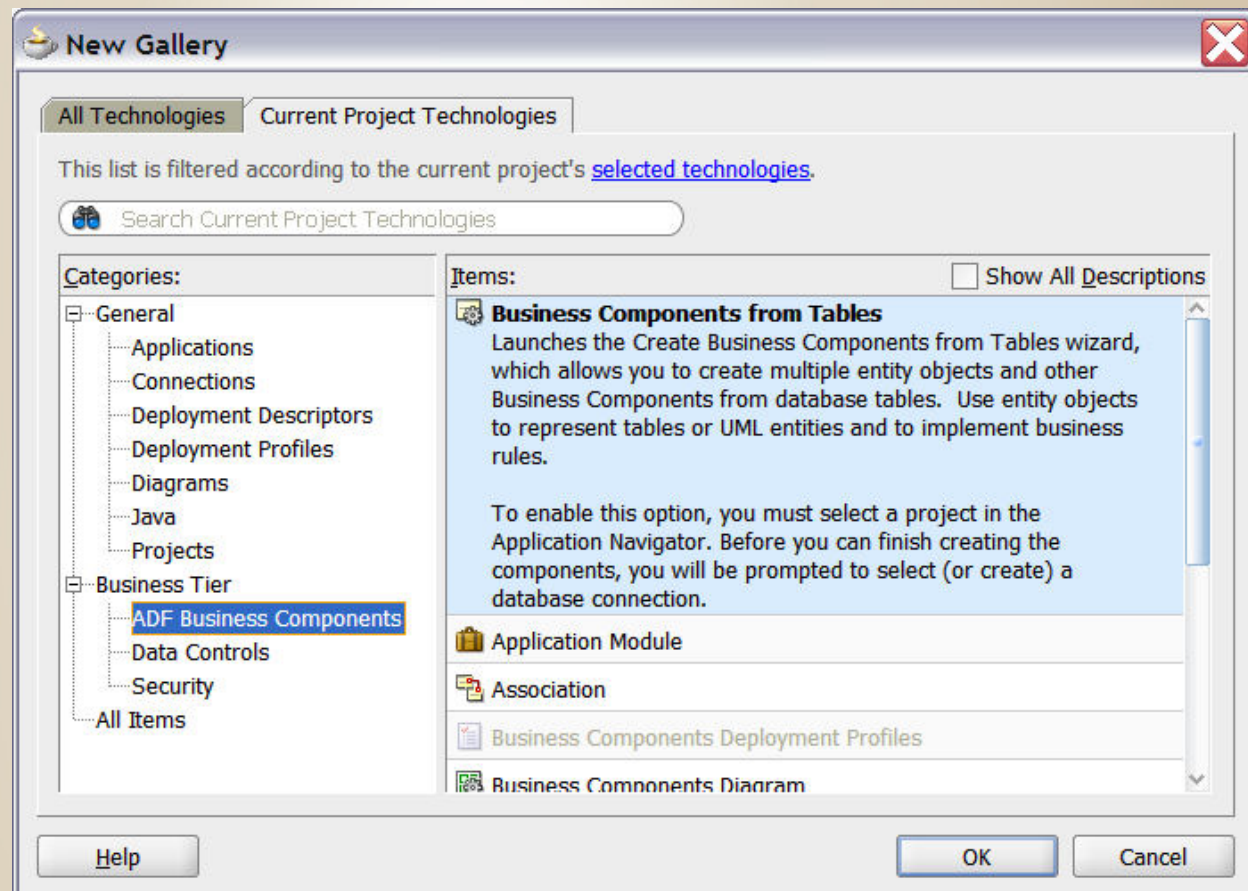 New Gallery
All Technologies
Current Project Technologies
This list is filtered according to the current project's selected technologies.
Search Current Project Technologies
Categories:
General
Applications
Connections
Deployment Descriptors
Deployment Profiles
Diagrams
Java
Projects
Business Tier
ADF Business Components
Data Controls
Security
All Items
Items:
Show All Descriptions
Business Components from Tables
Launches the Create Business Components from Tables wizard,
which allows you to create multiple entity objects and other
Business Components from database tables.  Use entity objects
to represent tables or UML entities and to implement business
rules.
To enable this option, you must select a project in the
Application Navigator. Before you can finish creating the
components, you will be prompted to select (or create) a
database connection.
Application Module
Association
Business Components Deployment Profiles
Business Components Diagram
Help
OK
Cancel